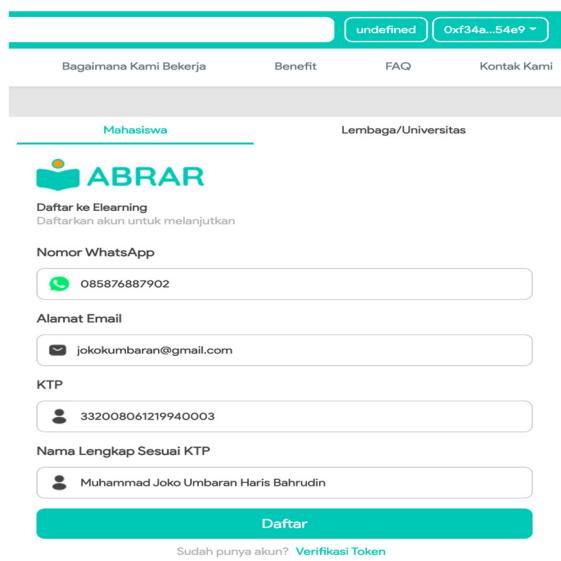 undefined
0xf34a...54e9
Bagaimana Kami Bekerja
Benefit
FAQ
Kontak Kami
Mahasiswa
Lembaga/Universitas
ABRAR
Daftar ke Elearning
Daftarkan akun untuk melanjutkan
Nomor WhatsApp
085876887902
Alamat Email
jokokumbaran@gmail.com
KTP
332008061219940003
Nama Lengkap Sesuai KTP
Muhammad Joko Umbaran Haris Bahrudin
Daftar
Sudah punya akun? Verifikasi Token